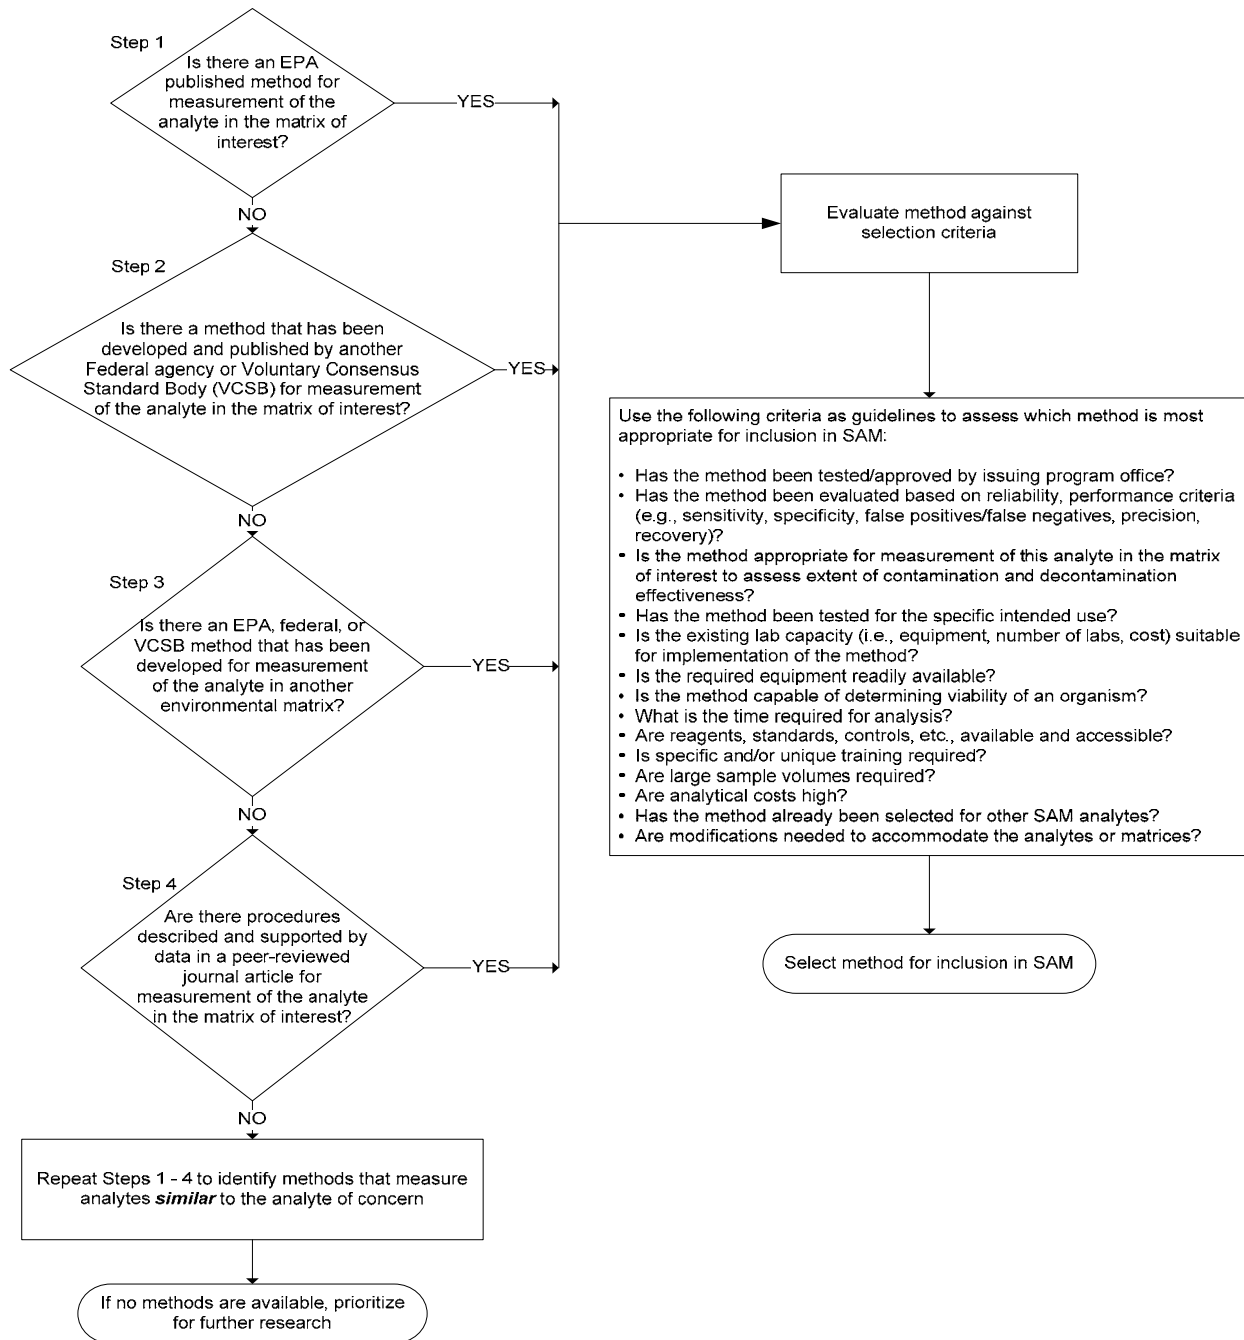 Step 1
Is there an EPA
published method for
measurement of the
analyte in the matrix of
interest?
YES
NO
Step 2
Is there a method that has been
developed and published by another
Federal agency or Voluntary Consensus
Standard Body (VCSB) for measurement
of the analyte in the matrix of interest?
YES
NO
Step 3
Is there an EPA, federal, or
VCSB method that has been
developed for measurement
of the analyte in another
environmental matrix?
YES
NO
Step 4
Are there procedures
described and supported by
data in a peer-reviewed
journal article for
measurement of the analyte
in the matrix of interest?
YES
NO
Repeat Steps 1 - 4 to identify methods that measure
analytes similar to the analyte of concern
If no methods are available, prioritize
for further research
Evaluate method against
selection criteria
Use the following criteria as guidelines to assess which method is most
appropriate for inclusion in SAM:
• Has the method been tested/approved by issuing program office?
• Has the method been evaluated based on reliability, performance criteria
(e.g., sensitivity, specificity, false positives/false negatives, precision,
recovery)?
• Is the method appropriate for measurement of this analyte in the matrix
of interest to assess extent of contamination and decontamination
effectiveness?
• Has the method been tested for the specific intended use?
• Is the existing lab capacity (i.e., equipment, number of labs, cost) suitable
for implementation of the method?
• Is the required equipment readily available?
• Is the method capable of determining viability of an organism?
• What is the time required for analysis?
• Are reagents, standards, controls, etc., available and accessible?
• Is specific and/or unique training required?
• Are large sample volumes required?
• Are analytical costs high?
• Has the method already been selected for other SAM analytes?
• Are modifications needed to accommodate the analytes or matrices?
Select method for inclusion in SAM